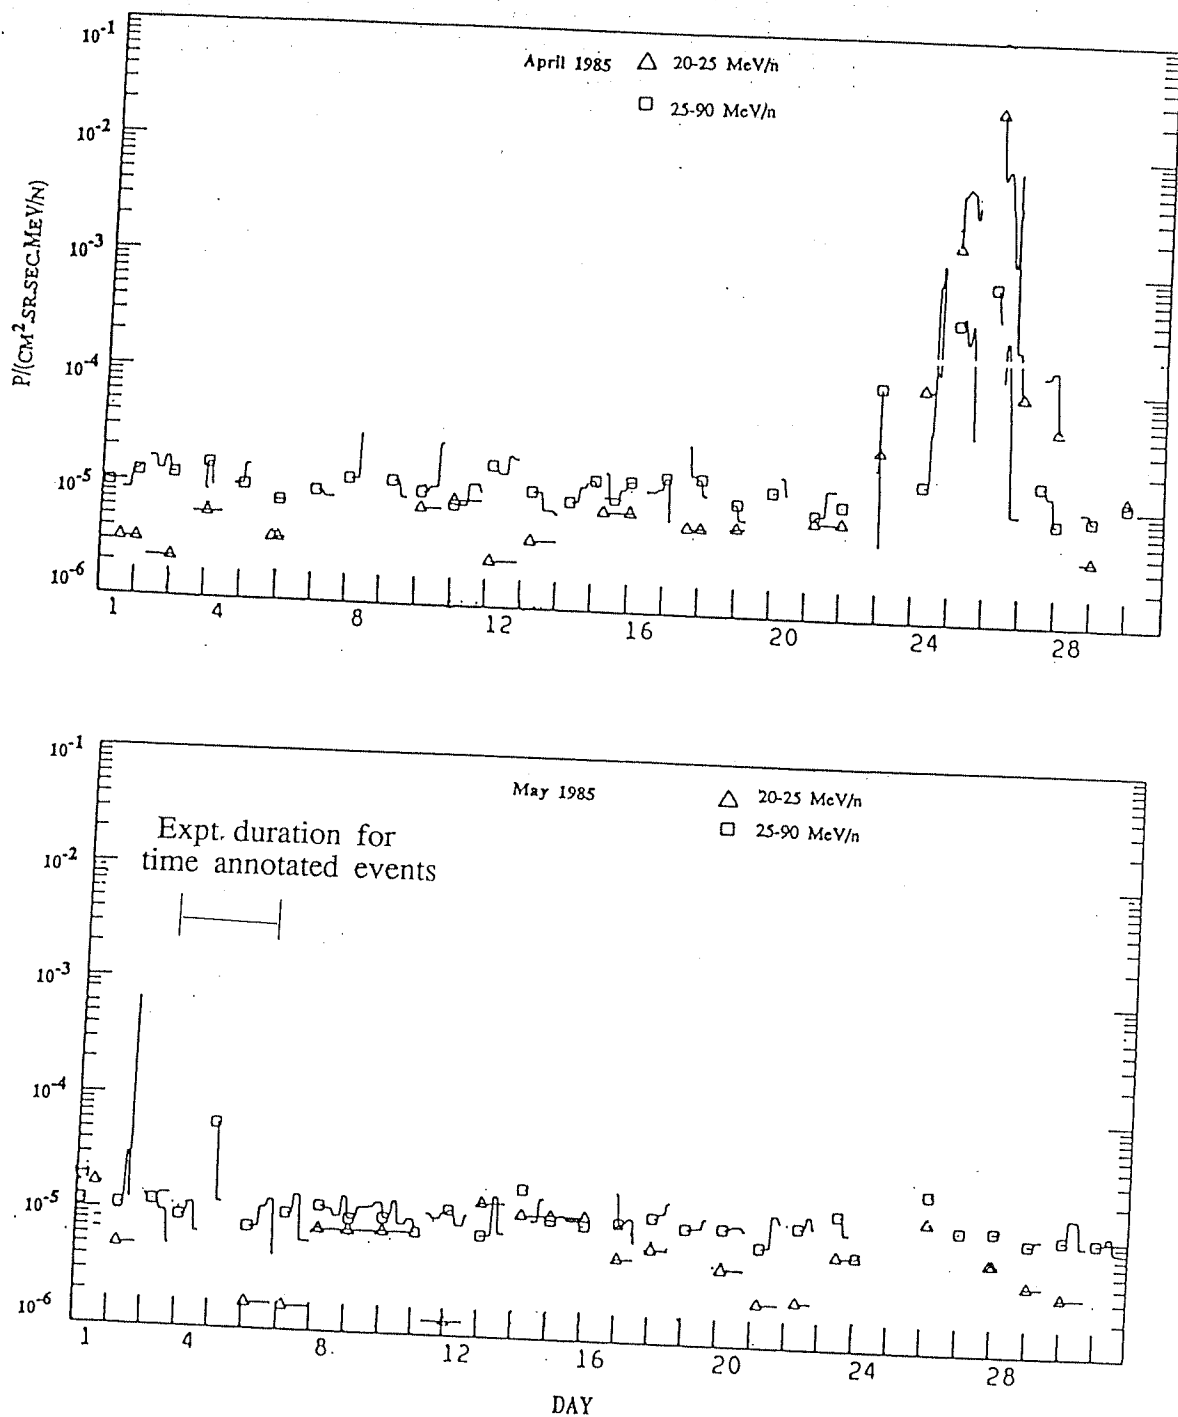 10-1
April 1985 △ 20-25 MeV/n
□ 25-90 MeV/n
10-2
10-3
10-4
10-5
10-6
P/(CM2.SR.SEC.MEV/N)
1 4 8 12 16 20 24 28
10-1
May 1985 △ 20-25 MeV/n
□ 25-90 MeV/n
Expt. duration for
time annotated events
10-2
10-3
10-4
10-5
10-6
1 4 8. 12 16 20 24 28
DAY